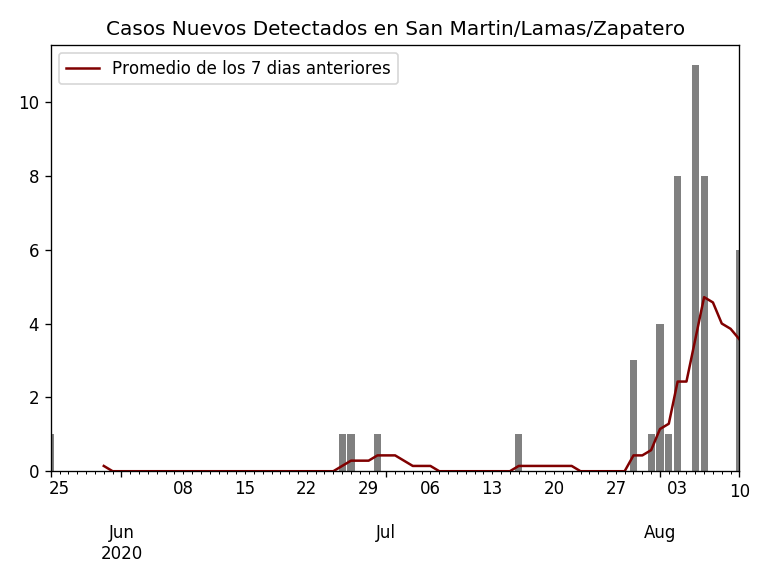 Casos Nuevos Detectados en San Martin/Lamas/Zapatero
Promedio de los 7 dias anteriores
10
8
6
4
2
0
25 08 15 22 29 06 13 20 27 03 10
Jun Jul Aug
2020